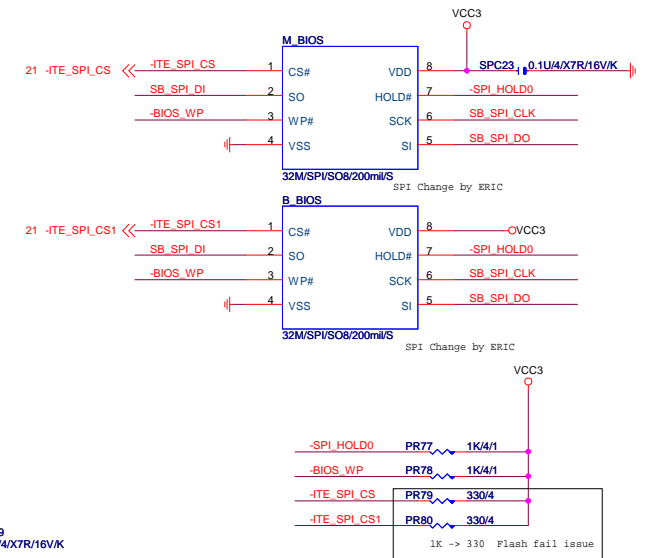 VCC3
M_BIOS
21 -ITE_SPI_CS -ITE_SPI_CS 1 CS# VDD 8 SPC23 0.1U/4/X7R/16V/K
SB_SPI_DI 2 SO HOLD# 7 -SPI_HOLD0
-BIOS_WP 3 WP# SCK 6 SB_SPI_CLK
4 VSS SI 5 SB_SPI_DO
32M/SPI/SO8/200mil/S
SPI Change by ERIC
B_BIOS
21 -ITE_SPI_CS1 -ITE_SPI_CS1 1 CS# VDD 8 VCC3
SB_SPI_DI 2 SO HOLD# 7 -SPI_HOLD0
-BIOS_WP 3 WP# SCK 6 SB_SPI_CLK
4 VSS SI 5 SB_SPI_DO
32M/SPI/SO8/200mil/S
SPI Change by ERIC
VCC3
-SPI_HOLD0 PR77 1K/4/1
-BIOS_WP PR78 1K/4/1
-ITE_SPI_CS PR79 330/4
-ITE_SPI_CS1 PR80 330/4
1K -> 330 Flash fail issue
9
/4/X7R/16V/K